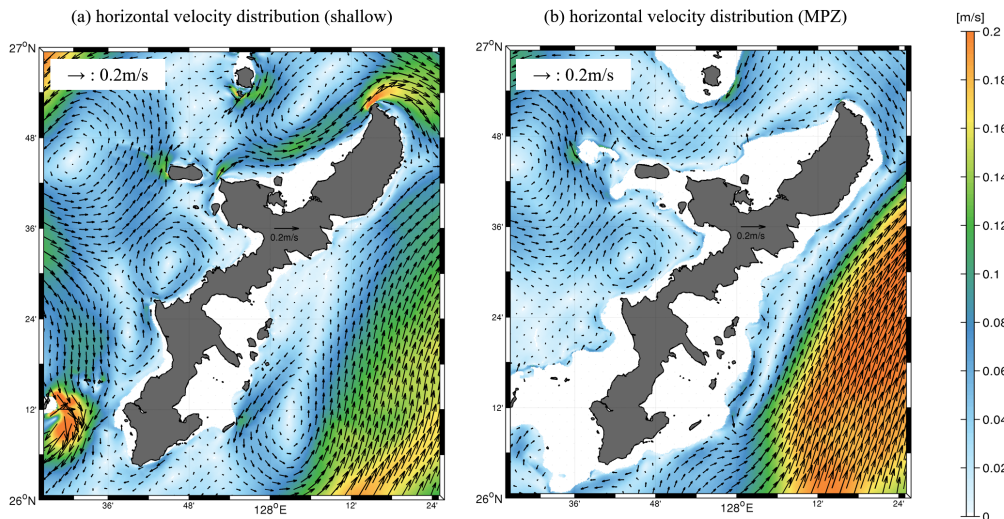 (a) horizontal velocity distribution (shallow)
(b) horizontal velocity distribution (MPZ)
[m/s]
27°N
→ : 0.2m/s
48'
36'
0.2m/s
24'
12'
26°N
36'
48'
128°E
12'
24'
27°N
→ : 0.2m/s
48'
36'
0.2m/s
24'
12'
26°N
36'
48'
128°E
12'
24'
0.2
0.18
0.16
0.14
0.12
0.1
0.08
0.06
0.04
0.02
0